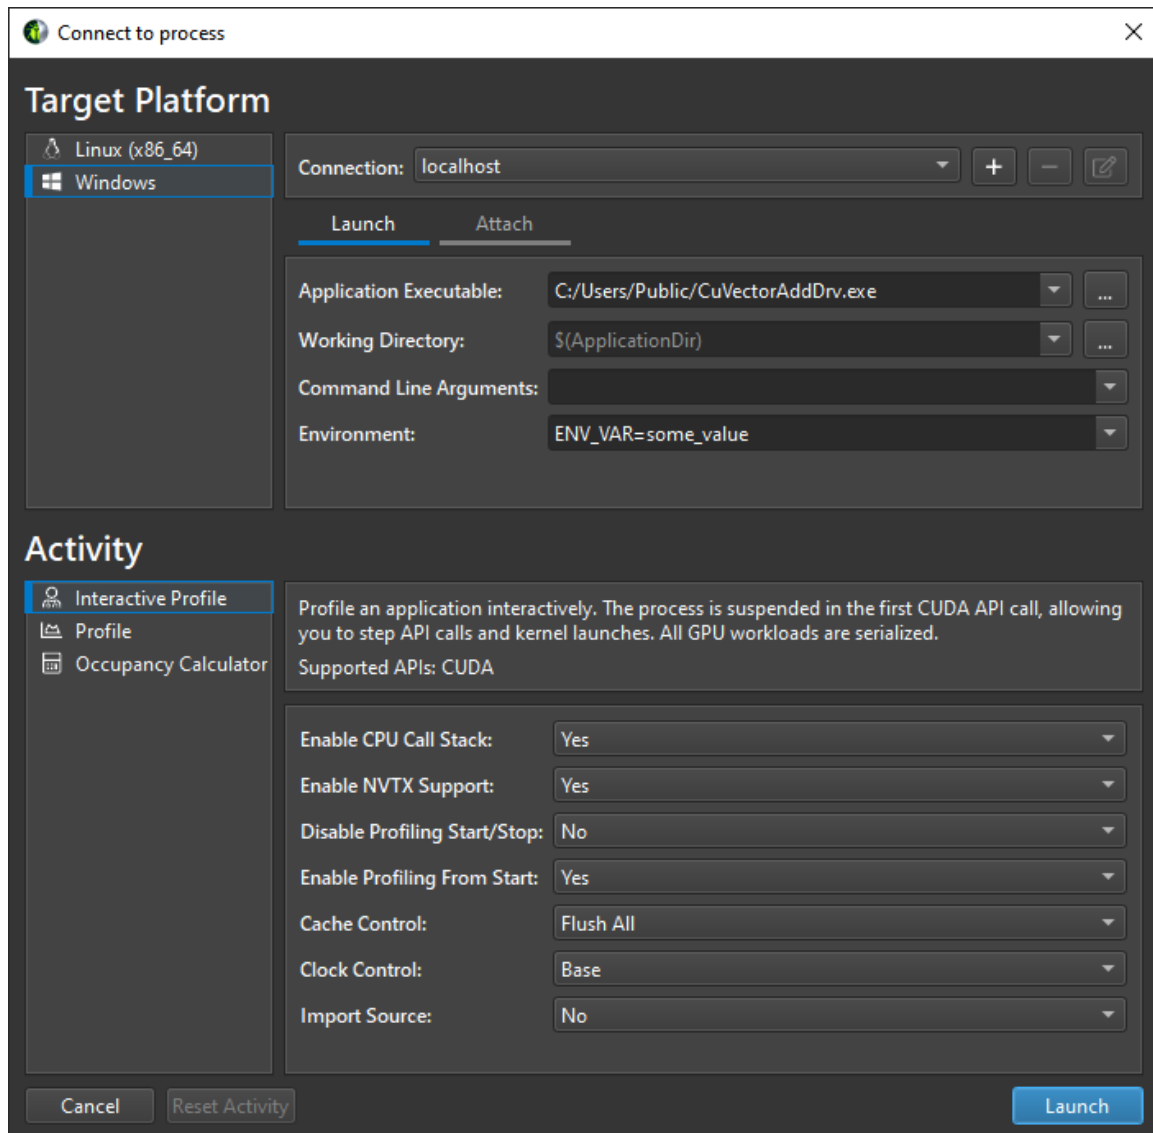 Connect to process
Target Platform
Linux (x86_64)
Windows
Connection: localhost
+ −
Launch Attach
Application Executable: C:/Users/Public/CuVectorAddDrv.exe ...
Working Directory: $(ApplicationDir) ...
Command Line Arguments:
Environment: ENV_VAR=some_value
Activity
Interactive Profile
Profile
Occupancy Calculator
Profile an application interactively. The process is suspended in the first CUDA API call, allowing
you to step API calls and kernel launches. All GPU workloads are serialized.
Supported APIs: CUDA
Enable CPU Call Stack: Yes
Enable NVTX Support: Yes
Disable Profiling Start/Stop: No
Enable Profiling From Start: Yes
Cache Control: Flush All
Clock Control: Base
Import Source: No
Cancel Reset Activity Launch